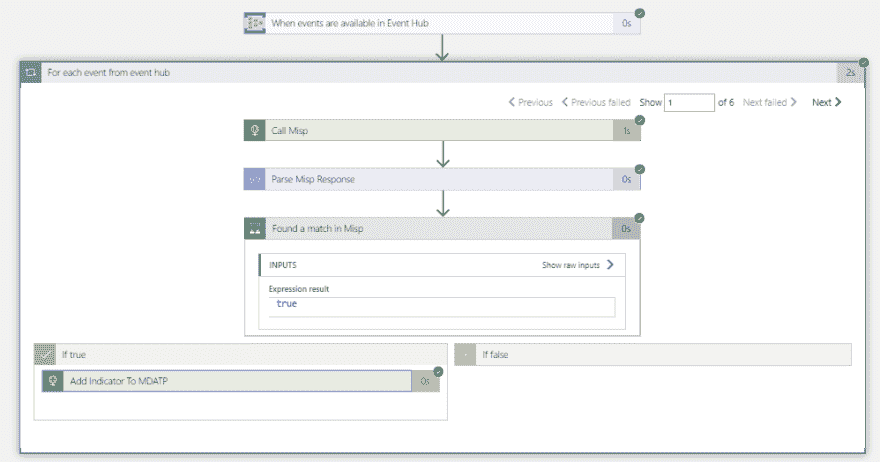 When events are available in Event Hub 0s
For each event from event hub 2s
Previous Previous failed Show 1 of 6 Next failed Next
Call Misp 1s
Parse Misp Response 0s
Found a match in Misp 0s
INPUTS Show raw inputs
Expression result
true
If true If false
Add Indicator To MDATP 0s